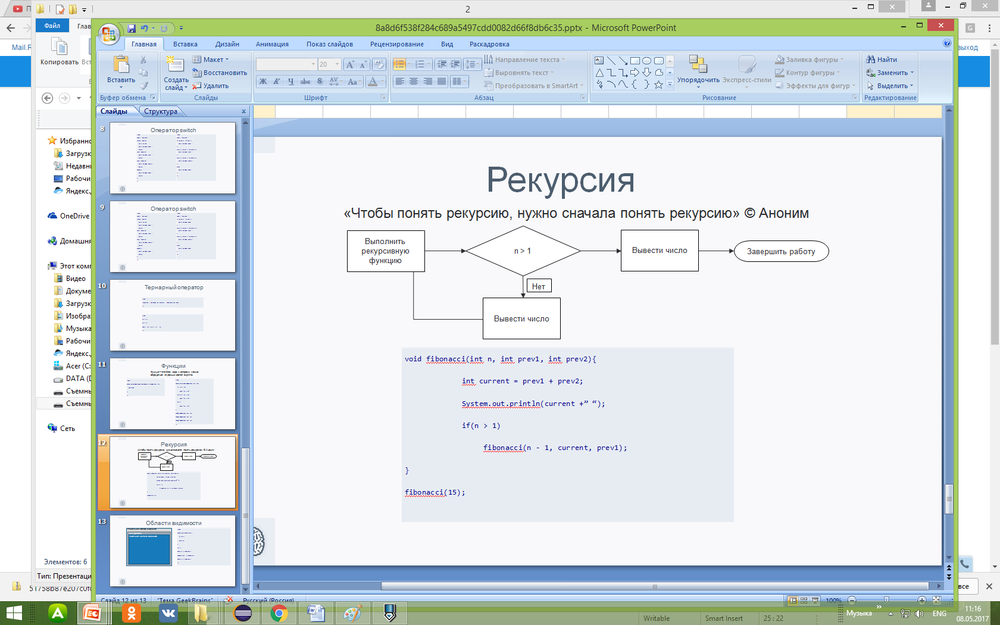 2
Файл
Глав
8a8d6f538f284c689a5497cdd0082d66f8db6c35.pptx - Microsoft PowerPoint
Mail.R
выход
Главная
Вставка
Дизайн
Анимация
Показ слайдов
Рецензирование
Вид
Раскадровка
Копировать
Вставить
Буфер обмена
Создать слайд
Макет
Восстановить
Удалить
Слайды
20
Ж К Ч abc S AV Aa A
Шрифт
Направление текста
Выровнять текст
Преобразовать в SmartArt
Абзац
Упорядочить
Экспресс-стили
Заливка фигуры
Контур фигуры
Эффекты для фигур
Рисование
Найти
Заменить
Выделить
Редактирование
Слайды
Структура
Избранно
Загрузк
Недавни
Рабочи
Яндекс.
OneDrive
Домашня
Этот комп
Видео
Докуме
Загрузк
Изобра
Музыка
Рабочи
Яндекс.
Acer (C:
DATA (D
Съемнь
Съемнь
Сеть
Элементов: 6
Тип: Презентаци
8
Оператор switch
9
Оператор switch
10
Тернарный оператор
11
Функции
12
Рекурсия
13
Области видимости
Рекурсия
«Чтобы понять рекурсию, нужно сначала понять рекурсию» © Аноним
Выполнить
рекурсивную
функцию
n > 1
Вывести число
Завершить работу
Нет
Вывести число
void fibonacci(int n, int prev1, int prev2){
int current = prev1 + prev2;
System.out.println(current +” “);
if(n > 1)
fibonacci(n - 1, current, prev1);
}
fibonacci(15);
Слайд 12 из 13
"Тема GeekBrains"
Русский (Россия)
100%
все
Writable
Smart Insert
25 : 22
Музыка
ENG
11:16
08.05.2017